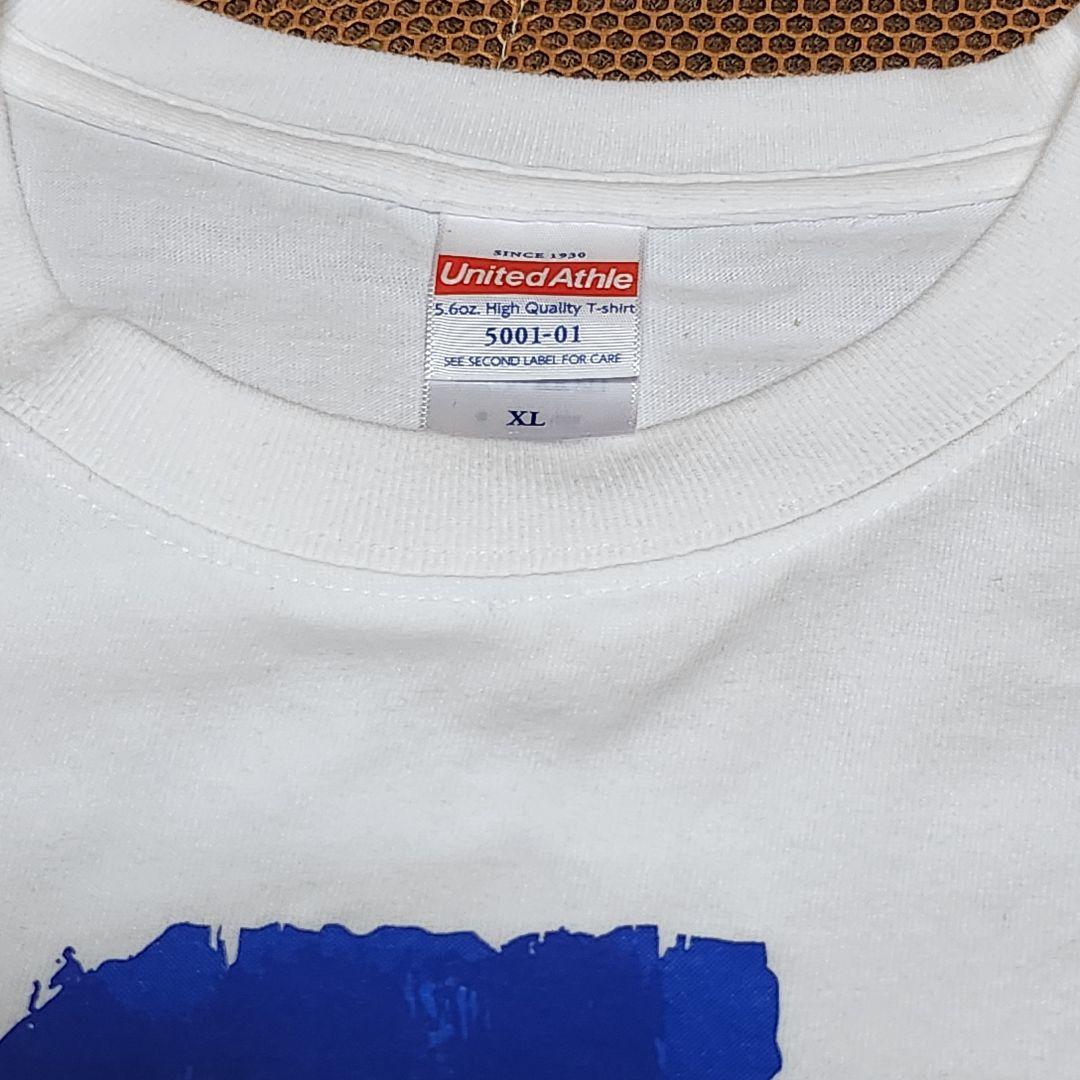 SINCE 1930
United Athle
5.6oz. High Quality T-shirt
5001-01
SEE SECOND LABEL FOR CARE
XL